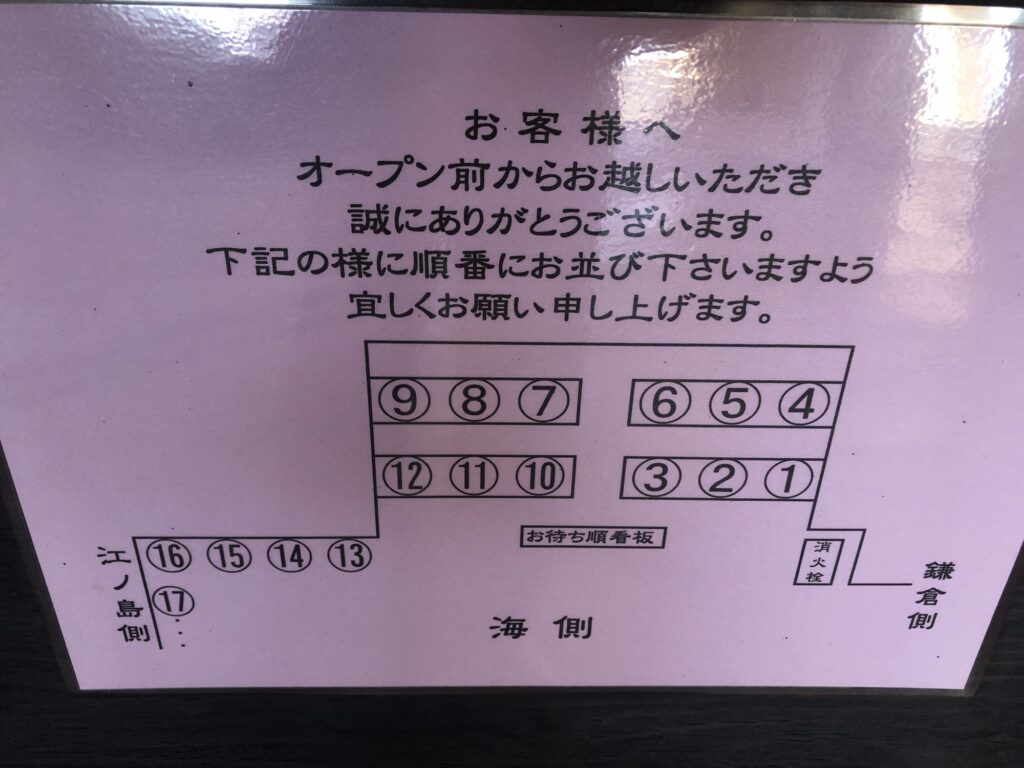 お客様へ
オープン前からお越しいただき
誠にありがとうございます。
下記の様に順番にお並び下さいますよう
宜しくお願い申し上げます。
⑨ ⑧ ⑦ ⑥ ⑤ ④
⑫ ⑪ ⑩ ③ ② ①
お待ち順看板
消火栓
⑯ ⑮ ⑭ ⑬
⑰
江ノ島側
海側
鎌倉側